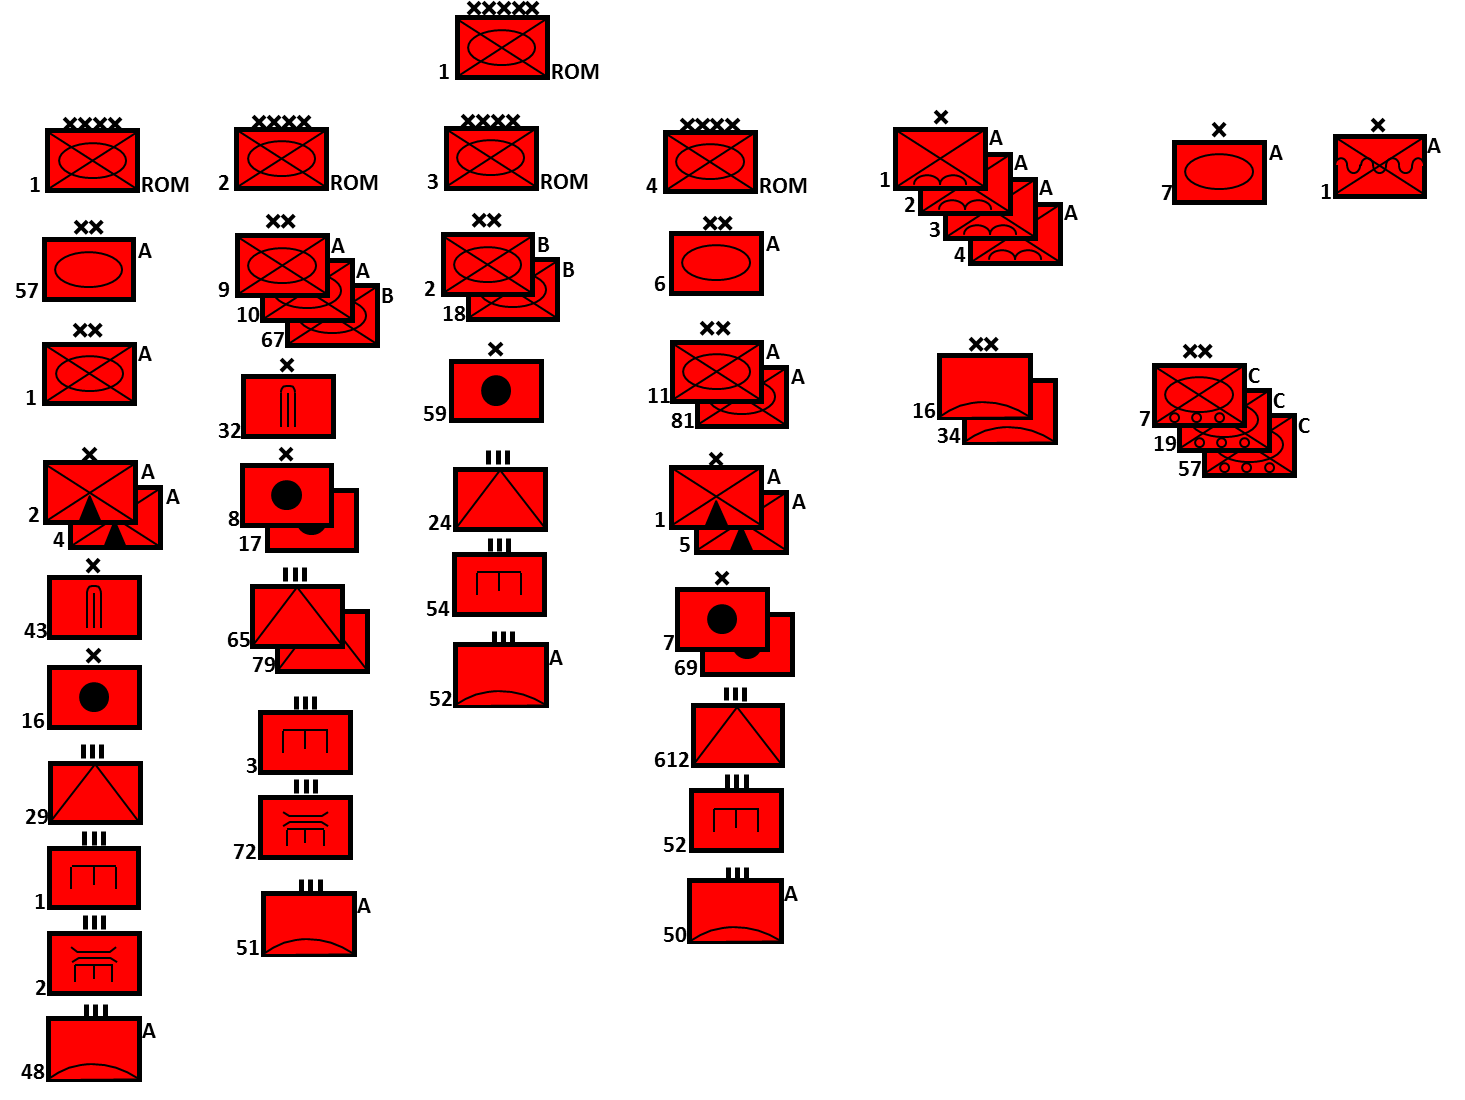 1 ROM
1 ROM
2 ROM
3 ROM
4 ROM
1 A
2 A
3 A
4 A
7 A
1 A
57 A
1 A
2 A
4 A
43
16
29
1
2
48 A
9 A
10 A
67 B
32
8
17
65
79
3
72
51 A
2 B
18 B
59
24
54
52 A
6 A
11 A
81 A
1 A
5 A
7
69
612
52
50 A
16
34
7 C
19 C
57 C